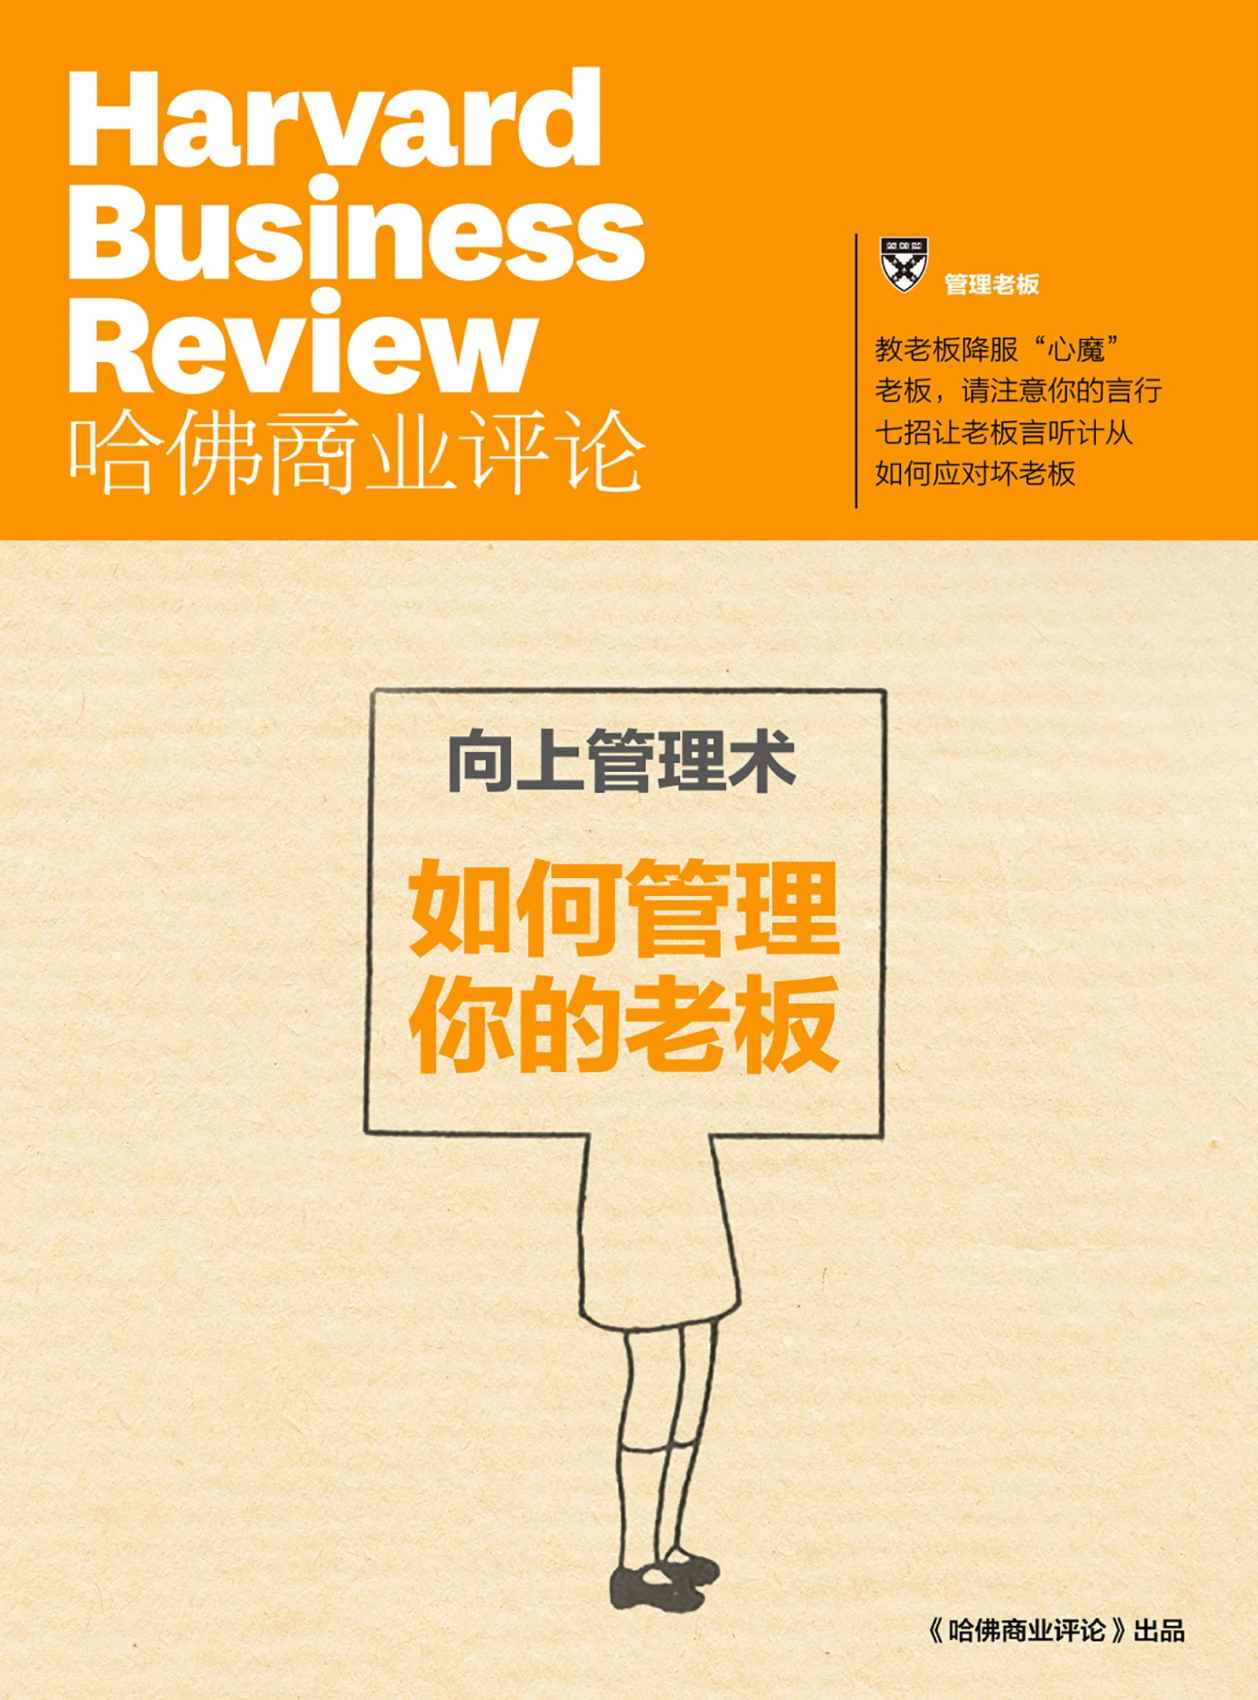 Harvard
Business
Review
哈佛商业评论
管理老板
教老板降服“心魔”
老板，请注意你的言行
七招让老板言听计从
如何应对坏老板
向上管理术
如何管理
你的老板
《哈佛商业评论》出品